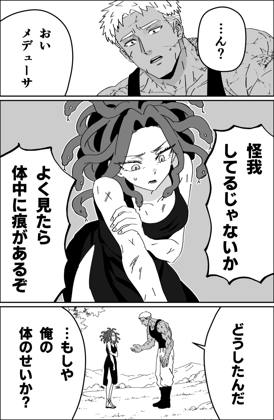 …ん?
おい
メデューサ
怪我
してるじゃないか
よく見たら
体中に痕があるぞ
どうしたんだ
…もしや
俺の
体のせいか?